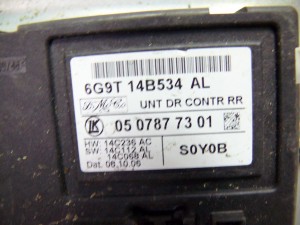 6G9T 14B534 AL
UNT DR CONTR RR
05 0787 73 01
HW: 14C236 AC
SW: 14C112 AL
14C068 AL
S0Y0B
Dat. 06.10.06